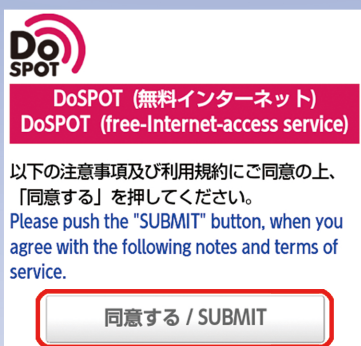 Do
SPOT
DoSPOT (無料インターネット)
DoSPOT (free-Internet-access service)
以下の注意事項及び利用規約にご同意の上、
「同意する」を押してください。
Please push the "SUBMIT" button, when you
agree with the following notes and terms of
service.
同意する / SUBMIT